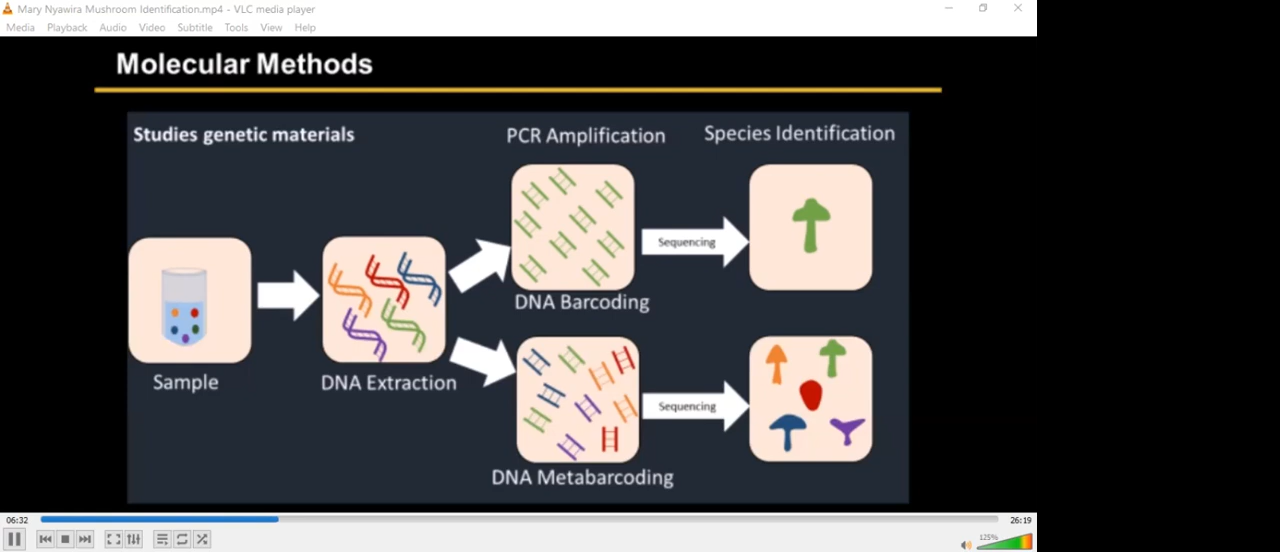 Mary Nyawira Mushroom Identification.mp4 - VLC media player
Media Playback Audio Video Subtitle Tools View Help
Molecular Methods
Studies genetic materials
PCR Amplification
Species Identification
Sequencing
DNA Barcoding
Sample
DNA Extraction
Sequencing
DNA Metabarcoding
06:32
26:19
125%